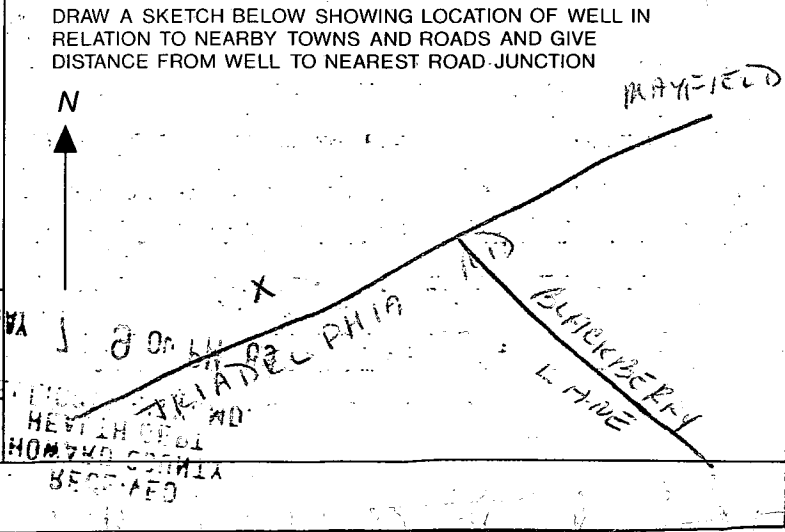 DRAW A SKETCH BELOW SHOWING LOCATION OF WELL IN
RELATION TO NEARBY TOWNS AND ROADS AND GIVE
DISTANCE FROM WELL TO NEAREST ROAD JUNCTION
N
MAYFIELD
X
TRIADELPHIA RD
BLACKBERRY
LANE
HEALTH DEPT
HOWARD COUNTY
RECEIVED